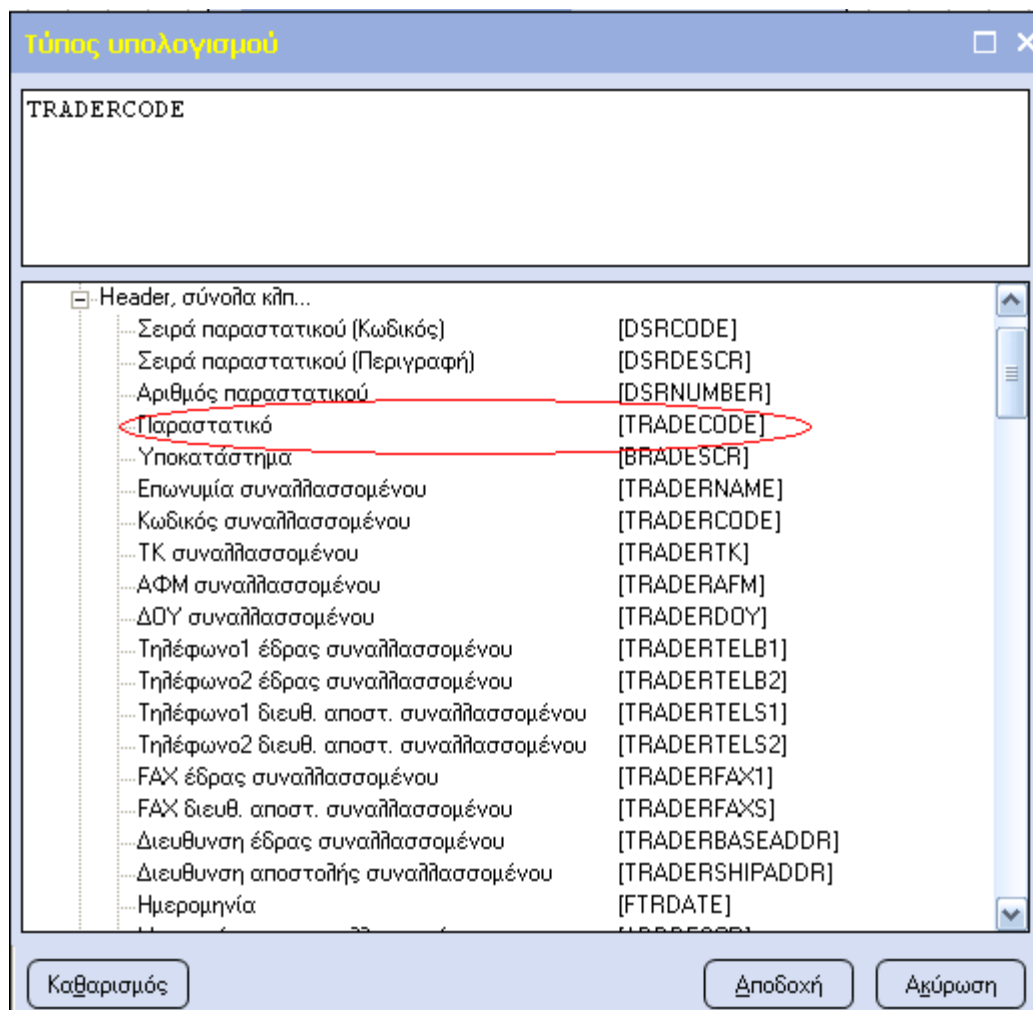 Τύπος υπολογισμού
TRADERCODE
Header, σύνολα κλπ...
Σειρά παραστατικού (Κωδικός) [DSRCODE]
Σειρά παραστατικού (Περιγραφή) [DSRDESCR]
Αριθμός παραστατικού [DSRNUMBER]
Παραστατικό [TRADECODE]
Υποκατάστημα [BRADESCR]
Επωνυμία συναλλασσομένου [TRADERNAME]
Κωδικός συναλλασσομένου [TRADERCODE]
ΤΚ συναλλασσομένου [TRADERTK]
ΑΦΜ συναλλασσομένου [TRADERAFM]
ΔΟΥ συναλλασσομένου [TRADERDOY]
Τηλέφωνο1 έδρας συναλλασσομένου [TRADERTELB1]
Τηλέφωνο2 έδρας συναλλασσομένου [TRADERTELB2]
Τηλέφωνο1 διευθ. αποστ. συναλλασσομένου [TRADERTELS1]
Τηλέφωνο2 διευθ. αποστ. συναλλασσομένου [TRADERTELS2]
FAX έδρας συναλλασσομένου [TRADERFAX1]
FAX διευθ. αποστ. συναλλασσομένου [TRADERFAXS]
Διευθυνση έδρας συναλλασσομένου [TRADERBASEADDR]
Διευθυνση αποστολής συναλλασσομένου [TRADERSHIPADDR]
Ημερομηνία [FTRDATE]
Καθαρισμός Αποδοχή Ακύρωση